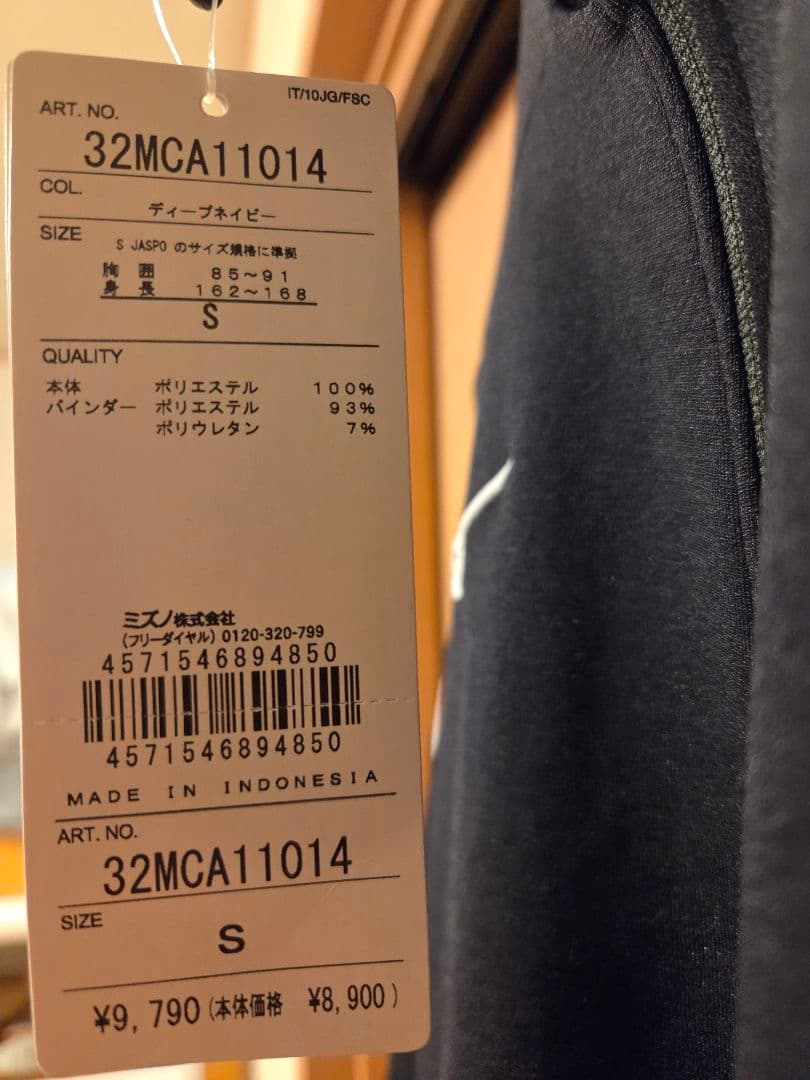 IT/10JG/FSC
ART. NO.
32MCA11014
COL.
ディープネイビー
SIZE
S JASPO のサイズ規格に準拠
胸 囲 85～91
身 長 162～168
S
QUALITY
本体 ポリエステル 100%
バインダー ポリエステル 93%
ポリウレタン 7%
ミズノ株式会社
(フリーダイヤル) 0120-320-799
4571546894850
4571546894850
MADE IN INDONESIA
ART. NO.
32MCA11014
SIZE
S
¥9,790(本体価格 ¥8,900)